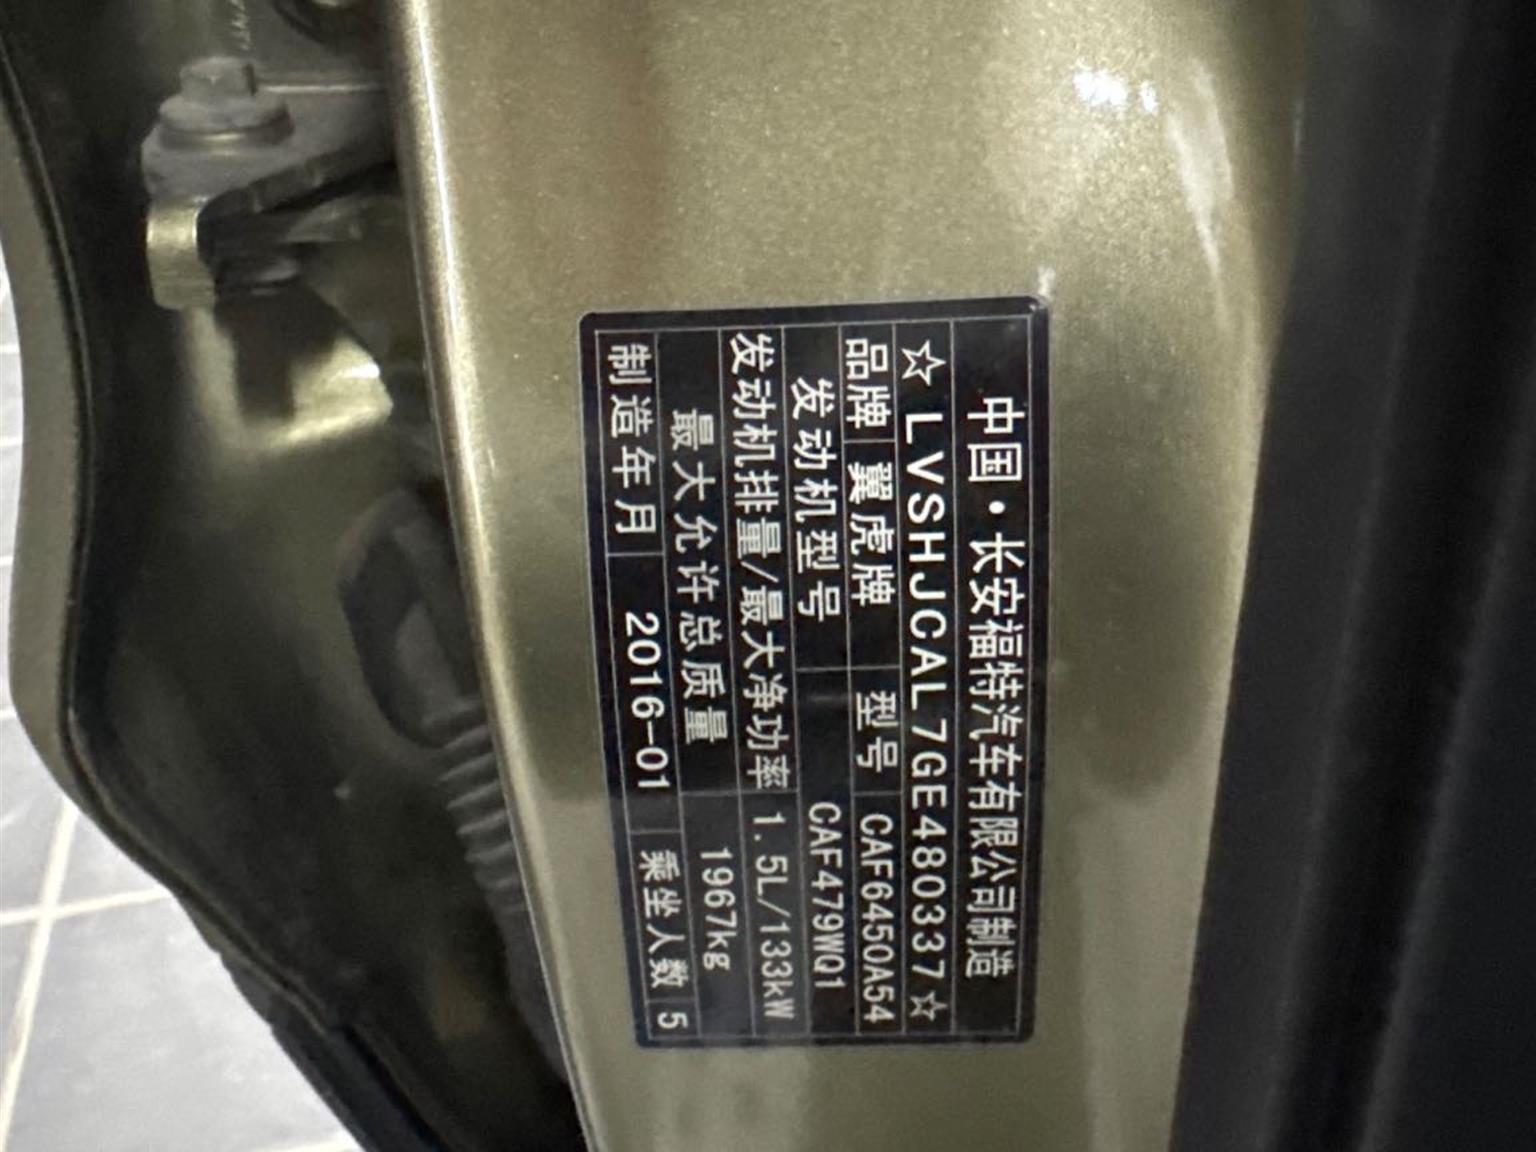 中国·长安福特汽车有限公司制造
☆LVSHJCAL7GE480337☆
品牌 翼虎牌 型号 CAF6450A54
发动机型号 CAF479WQ1
发动机排量/最大净功率 1.5L/133kW
最大允许总质量 1967kg
制造年月 2016-01 乘坐人数 5